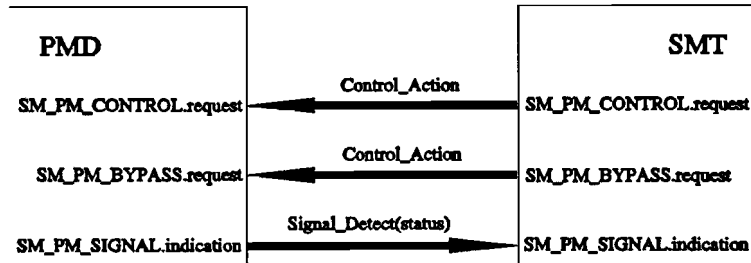 PMD
SMT
Control_Action
SM_PM_CONTROL.request
SM_PM_CONTROL.request
Control_Action
SM_PM_BYPASS.request
SM_PM_BYPASS.request
Signal_Detect(status)
SM_PM_SIGNAL.indication
SM_PM_SIGNAL.indication